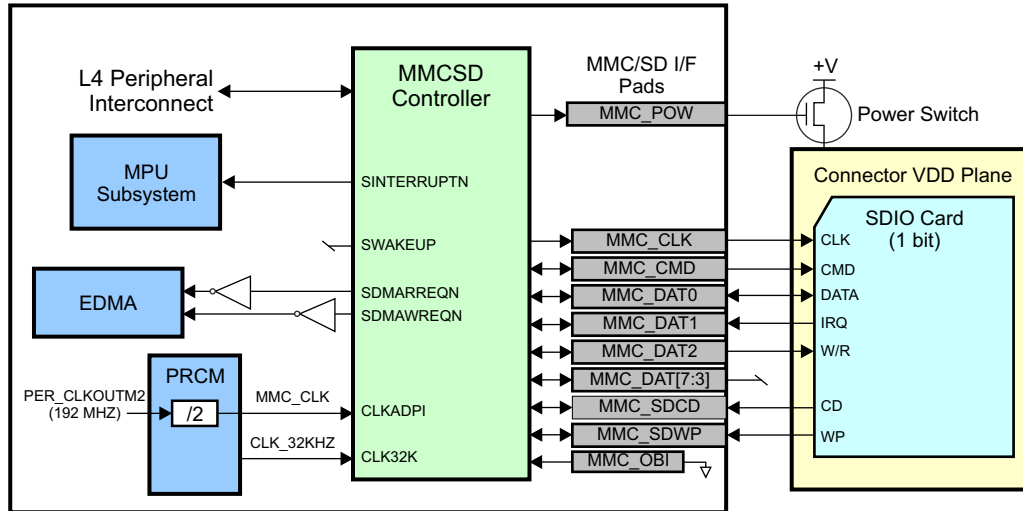 L4 Peripheral
Interconnect
MMCSD
Controller
MMC/SD I/F
Pads
+V
MMC_POW
Power Switch
MPU
Subsystem
SINTERRUPTN
Connector VDD Plane
SDIO Card
(1 bit)
SWAKEUP
MMC_CLK
CLK
MMC_CMD
CMD
EDMA
SDMARREQN
MMC_DAT0
DATA
SDMAWREQN
MMC_DAT1
IRQ
MMC_DAT2
W/R
PRCM
MMC_DAT[7:3]
PER_CLKOUTM2
(192 MHZ)
/2
MMC_CLK
CLKADPI
MMC_SDCD
CD
MMC_SDWP
WP
CLK_32KHZ
CLK32K
MMC_OBI